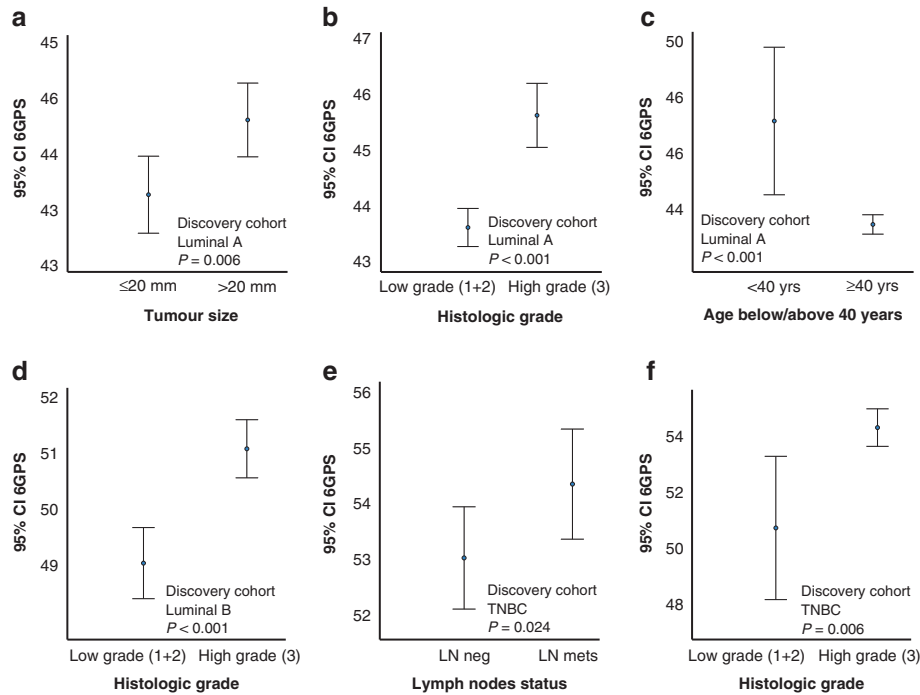 a
95% CI 6GPS
45
46
44
43
43
Discovery cohort
Luminal A
P = 0.006
≤20 mm >20 mm
Tumour size
b
95% CI 6GPS
47
46
45
44
43
Discovery cohort
Luminal A
P < 0.001
Low grade (1+2) High grade (3)
Histologic grade
c
95% CI 6GPS
50
46
46
44
Discovery cohort
Luminal A
P < 0.001
<40 yrs ≥40 yrs
Age below/above 40 years
d
95% CI 6GPS
52
51
50
49
Discovery cohort
Luminal B
P < 0.001
Low grade (1+2) High grade (3)
Histologic grade
e
95% CI 6GPS
56
55
54
53
52
Discovery cohort
TNBC
P = 0.024
LN neg LN mets
Lymph nodes status
f
95% CI 6GPS
54
52
50
48
Discovery cohort
TNBC
P = 0.006
Low grade (1+2) High grade (3)
Histologic grade